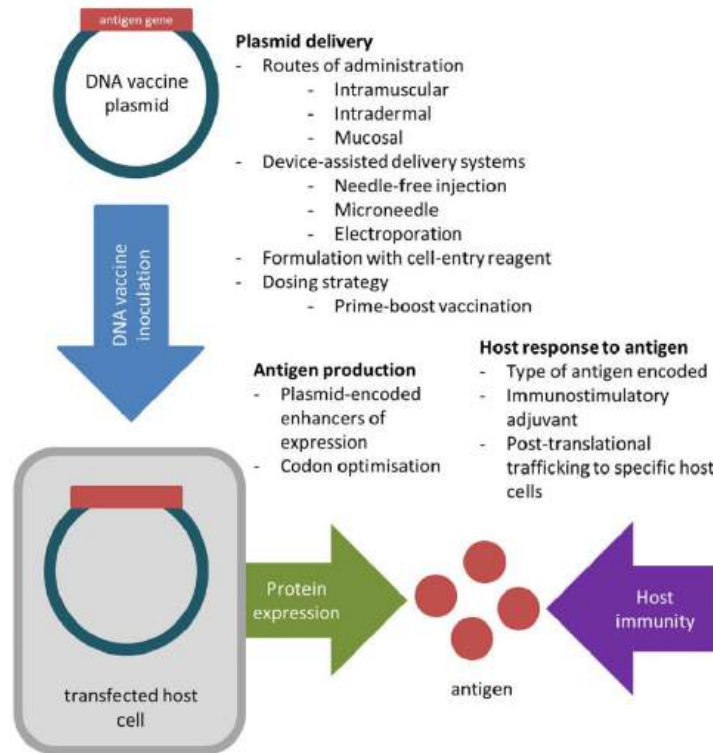 antigen gene
DNA vaccine
plasmid
Plasmid delivery
- Routes of administration
- Intramuscular
- Intradermal
- Mucosal
- Device-assisted delivery systems
- Needle-free injection
- Microneedle
- Electroporation
- Formulation with cell-entry reagent
- Dosing strategy
- Prime-boost vaccination
DNA vaccine
inoculation
Antigen production
- Plasmid-encoded
enhancers of
expression
- Codon optimisation
Host response to antigen
- Type of antigen encoded
- Immunostimulatory
adjuvant
- Post-translational
trafficking to specific host
cells
transfected host
cell
Protein
expression
antigen
Host
immunity